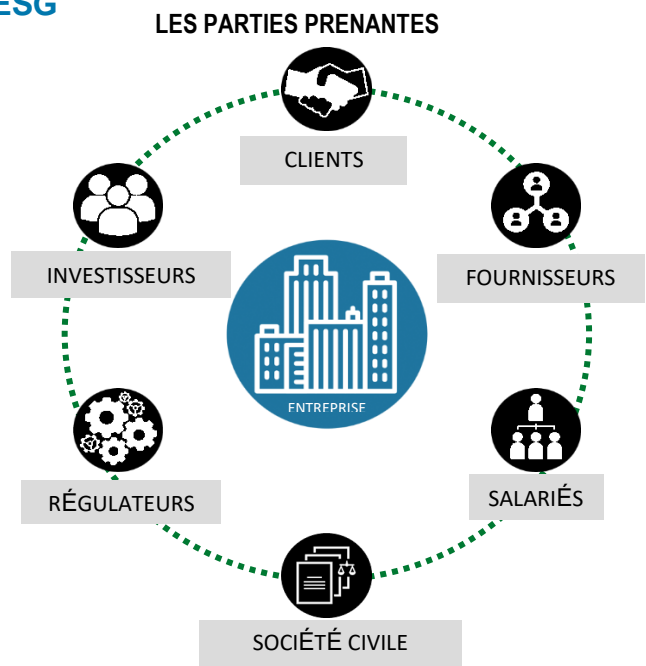 ESG
LES PARTIES PRENANTES
CLIENTS
INVESTISSEURS
FOURNISSEURS
ENTREPRISE
RÉGULATEURS
SALARIÉS
SOCIÉTÉ CIVILE